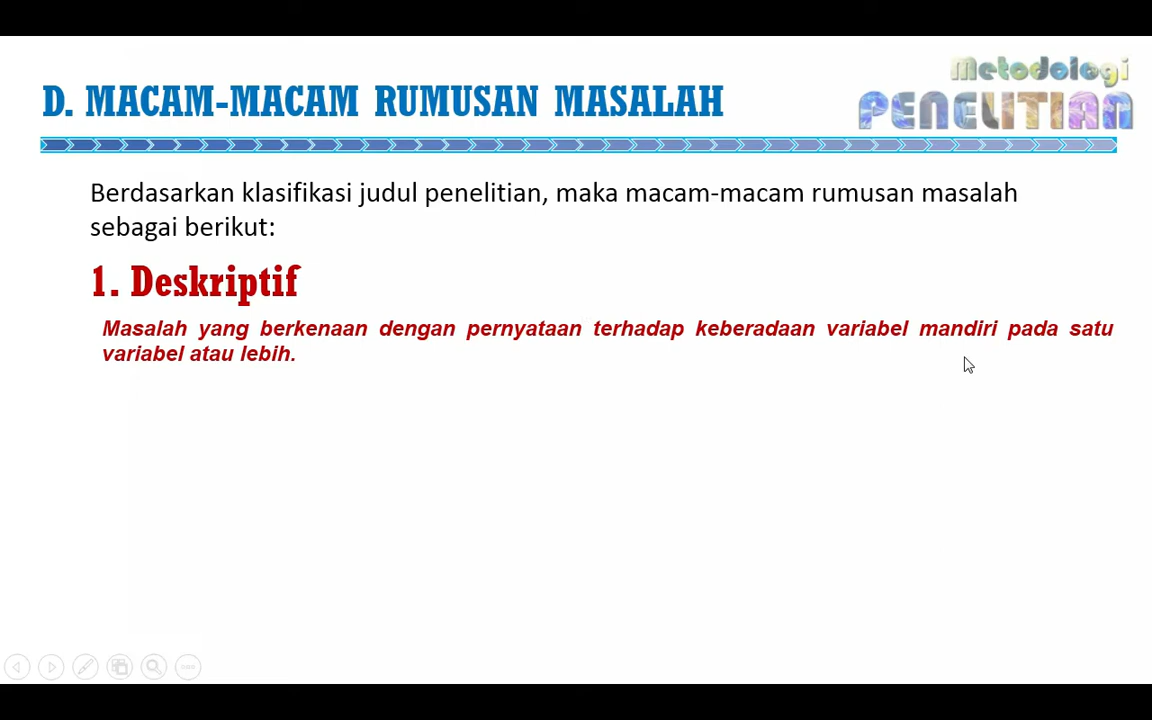 Metodologi
PENELITIAN
D. MACAM-MACAM RUMUSAN MASALAH
Berdasarkan klasifikasi judul penelitian, maka macam-macam rumusan masalah
sebagai berikut:
1. Deskriptif
Masalah yang berkenaan dengan pernyataan terhadap keberadaan variabel mandiri pada satu
variabel atau lebih.